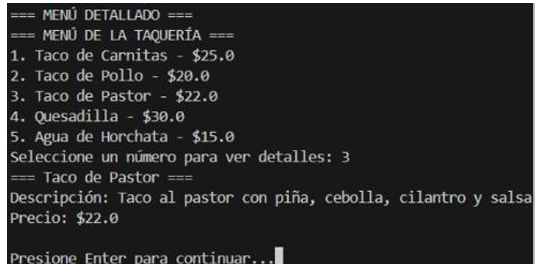 === MENÚ DETALLADO ===
=== MENÚ DE LA TAQUERÍA ===
1. Taco de Carnitas - $25.0
2. Taco de Pollo - $20.0
3. Taco de Pastor - $22.0
4. Quesadilla - $30.0
5. Agua de Horchata - $15.0
Seleccione un número para ver detalles: 3
=== Taco de Pastor ===
Descripción: Taco al pastor con piña, cebolla, cilantro y salsa
Precio: $22.0
Presione Enter para continuar...